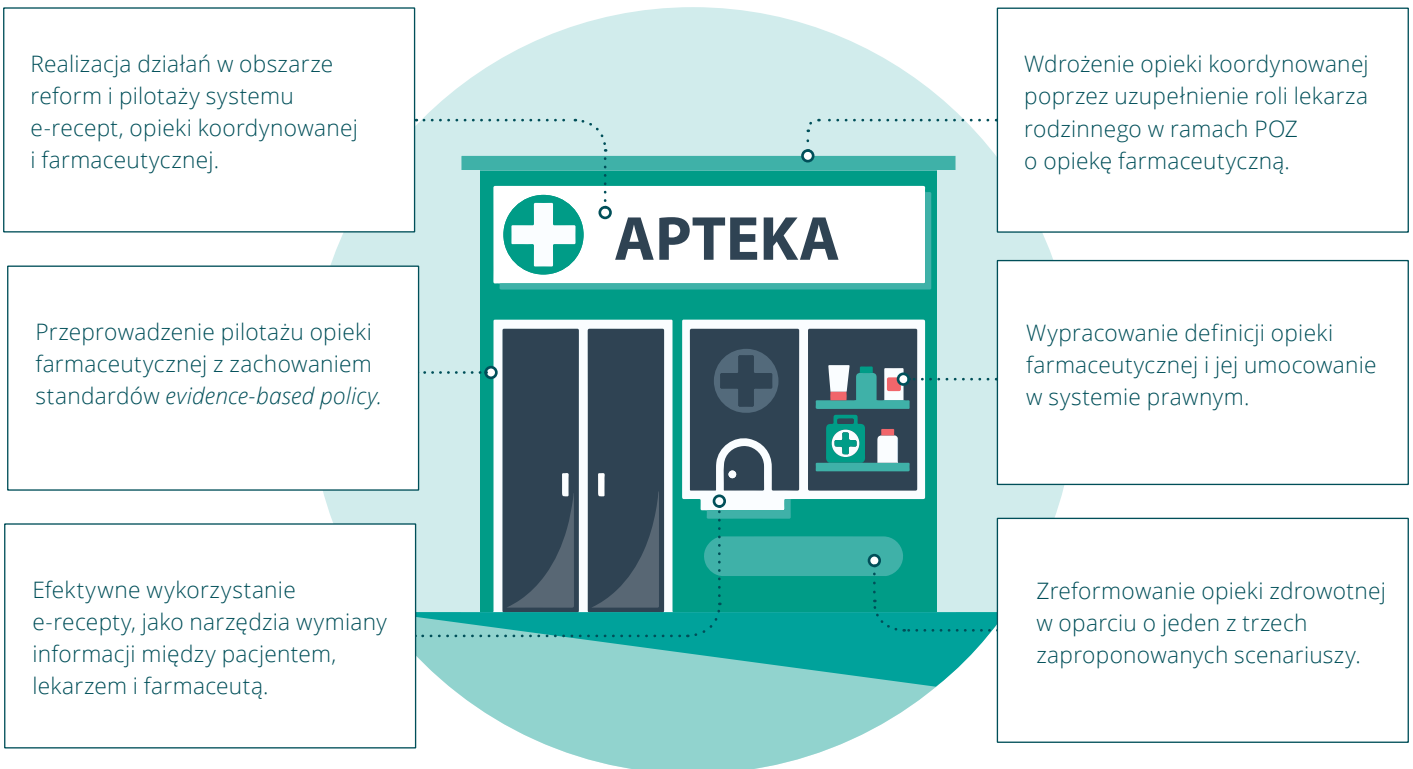 Realizacja działań w obszarze
reform i pilotaży systemu
e-recept, opieki koordynowanej
i farmaceutycznej.
Przeprowadzenie pilotażu opieki
farmaceutycznej z zachowaniem
standardów evidence-based policy.
Efektywne wykorzystanie
e-recepty, jako narzędzia wymiany
informacji między pacjentem,
lekarzem i farmaceutą.
APTEKA
Wdrożenie opieki koordynowanej
poprzez uzupełnienie roli lekarza
rodzinnego w ramach POZ
o opiekę farmaceutyczną.
Wypracowanie definicji opieki
farmaceutycznej i jej umocowanie
w systemie prawnym.
Zreformowanie opieki zdrowotnej
w oparciu o jeden z trzech
zaproponowanych scenariuszy.